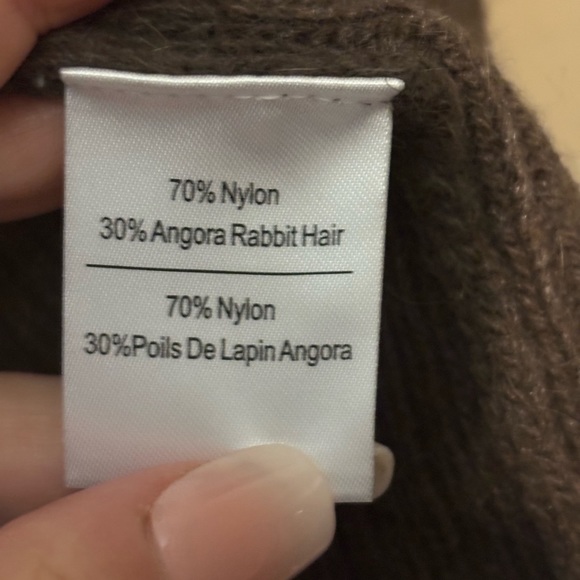 70% Nylon
30% Angora Rabbit Hair
70% Nylon
30%Poils De Lapin Angora